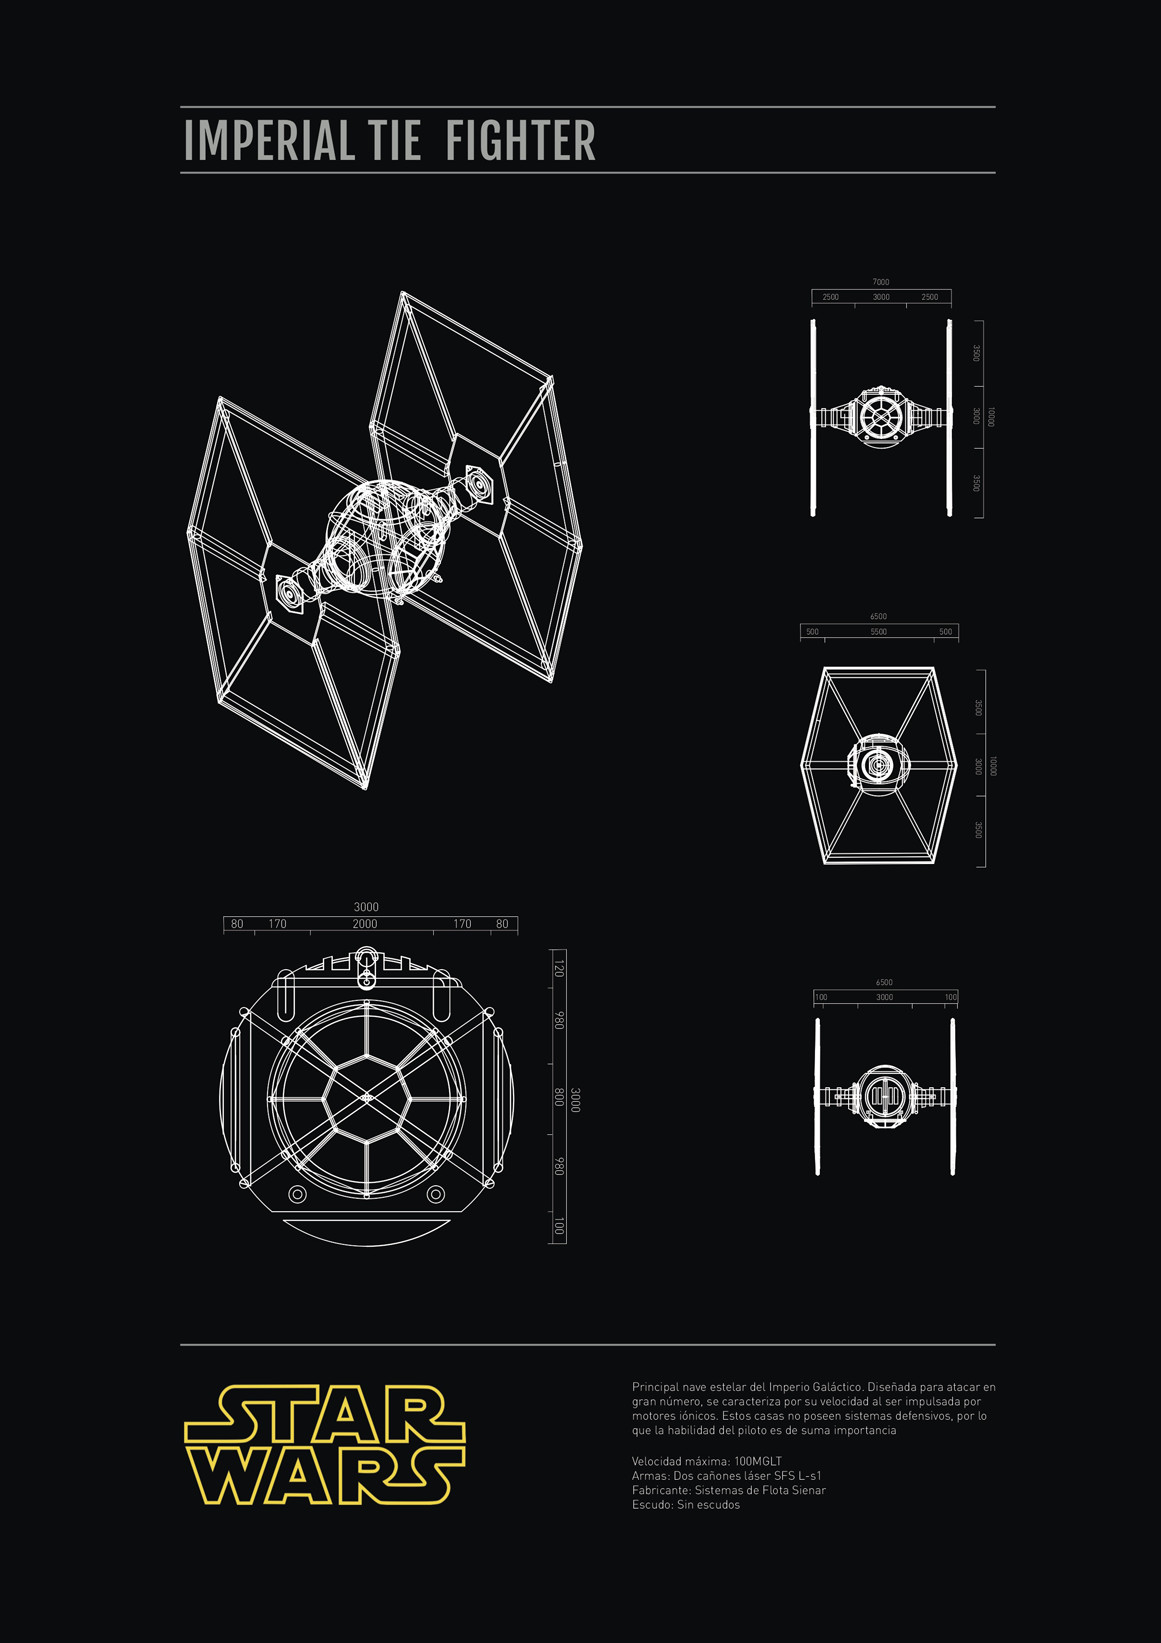 IMPERIAL TIE FIGHTER
7000
2500 3000 2500
3500
3000
10000
3500
6500
500 5500 500
3500
3000
10000
3500
3000
80 170 2000 170 80
120
980
800
3000
980
100
6500
100 3000 100
STAR
WARS
Principal nave estelar del Imperio Galáctico. Diseñada para atacar en
gran número, se caracteriza por su velocidad al ser impulsada por
motores iónicos. Estos casas no poseen sistemas defensivos, por lo
que la habilidad del piloto es de suma importancia
Velocidad máxima: 100MGLT
Armas: Dos cañones láser SFS L-s1
Fabricante: Sistemas de Flota Sienar
Escudo: Sin escudos